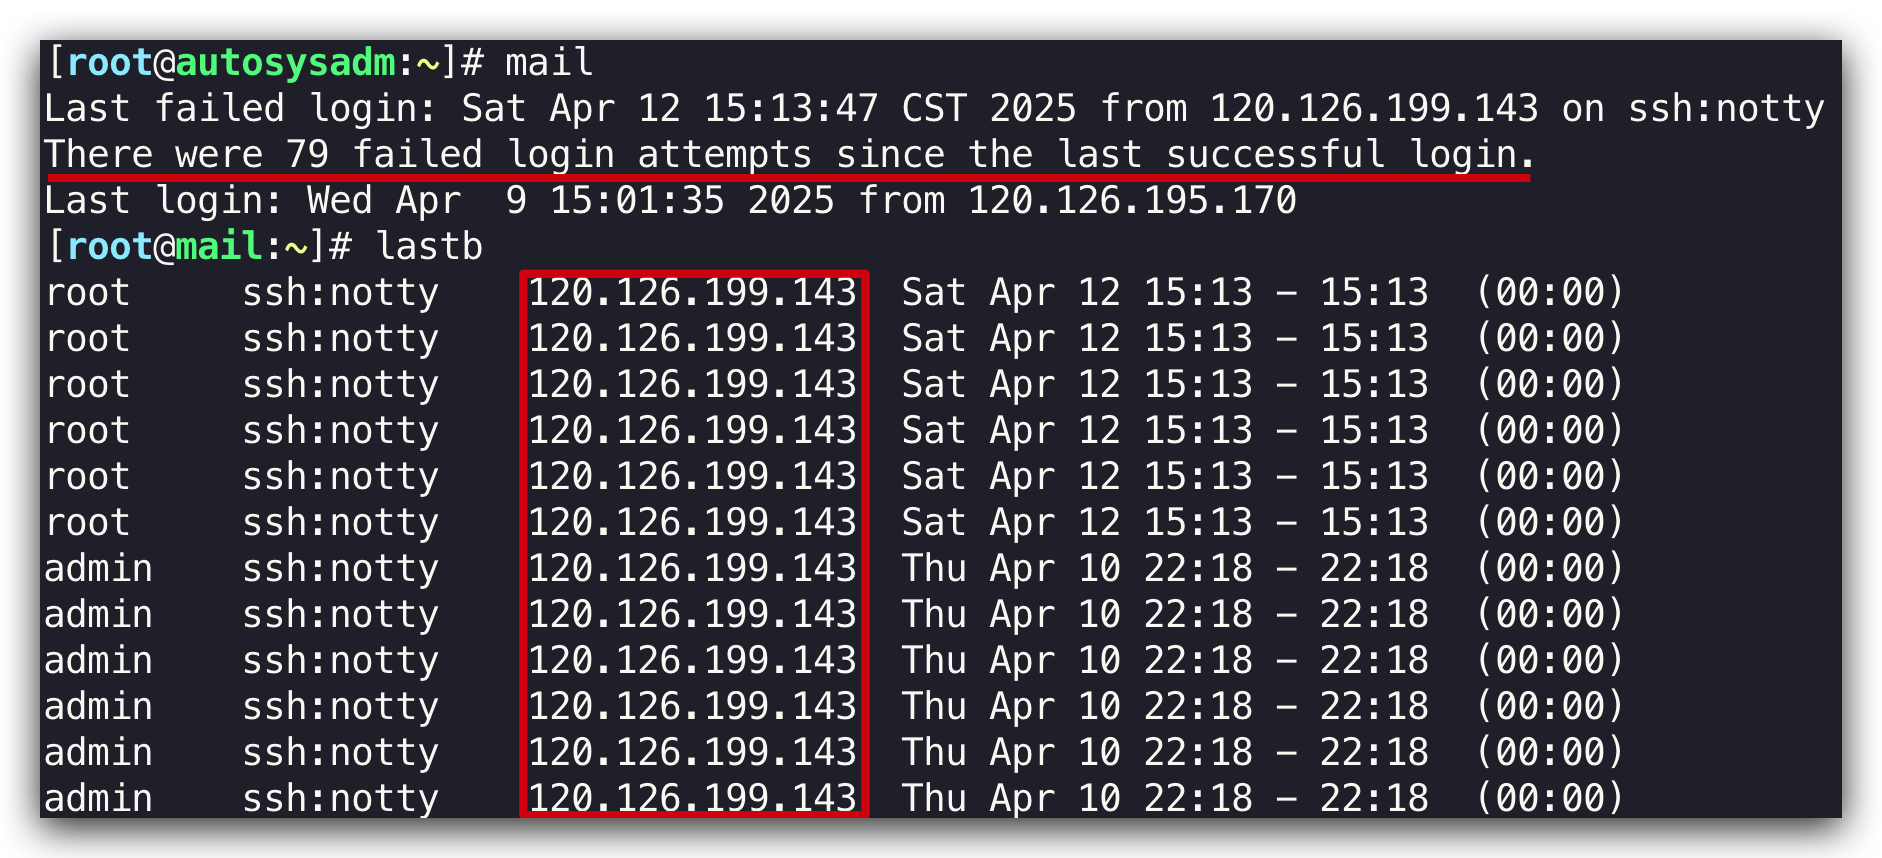 [root@autosysadm:~]# mail
Last failed login: Sat Apr 12 15:13:47 CST 2025 from 120.126.199.143 on ssh:notty
There were 79 failed login attempts since the last successful login.
Last login: Wed Apr  9 15:01:35 2025 from 120.126.195.170
[root@mail:~]# lastb
root     ssh:notty    120.126.199.143  Sat Apr 12 15:13 - 15:13  (00:00)
root     ssh:notty    120.126.199.143  Sat Apr 12 15:13 - 15:13  (00:00)
root     ssh:notty    120.126.199.143  Sat Apr 12 15:13 - 15:13  (00:00)
root     ssh:notty    120.126.199.143  Sat Apr 12 15:13 - 15:13  (00:00)
root     ssh:notty    120.126.199.143  Sat Apr 12 15:13 - 15:13  (00:00)
root     ssh:notty    120.126.199.143  Sat Apr 12 15:13 - 15:13  (00:00)
admin    ssh:notty    120.126.199.143  Thu Apr 10 22:18 - 22:18  (00:00)
admin    ssh:notty    120.126.199.143  Thu Apr 10 22:18 - 22:18  (00:00)
admin    ssh:notty    120.126.199.143  Thu Apr 10 22:18 - 22:18  (00:00)
admin    ssh:notty    120.126.199.143  Thu Apr 10 22:18 - 22:18  (00:00)
admin    ssh:notty    120.126.199.143  Thu Apr 10 22:18 - 22:18  (00:00)
admin    ssh:notty    120.126.199.143  Thu Apr 10 22:18 - 22:18  (00:00)